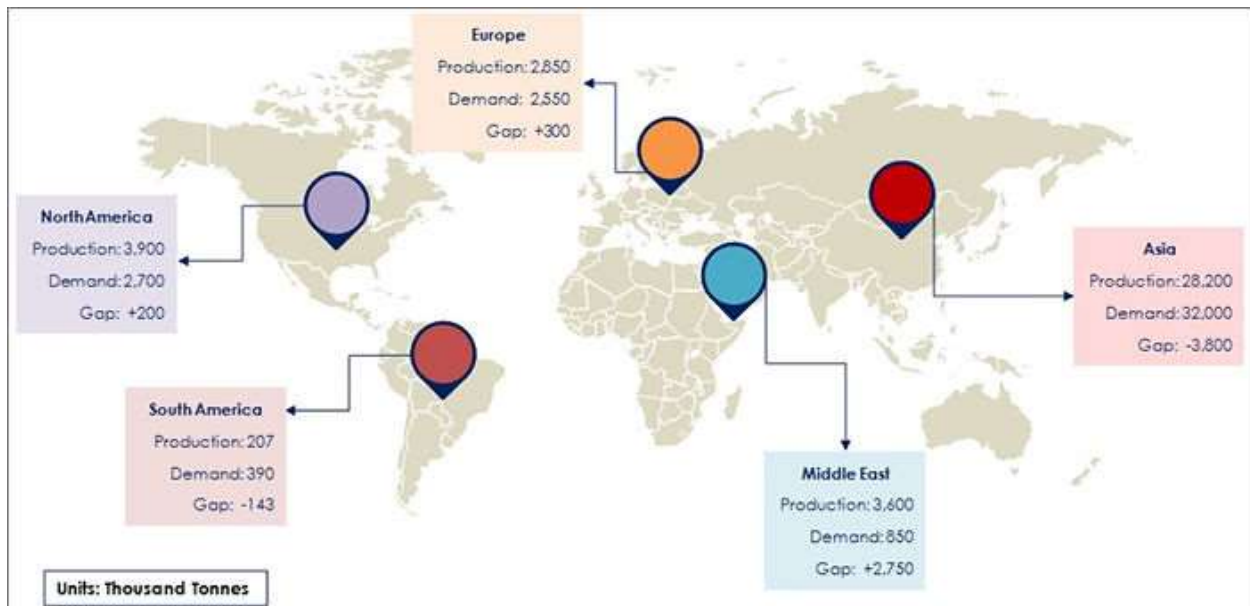 Europe
Production: 2,850
Demand: 2,550
Gap: +300
North America
Production: 3,900
Demand: 2,700
Gap: +200
Asia
Production: 28,200
Demand: 32,000
Gap: -3,800
South America
Production: 207
Demand: 390
Gap: -143
Middle East
Production: 3,600
Demand: 850
Gap: +2,750
Units: Thousand Tonnes